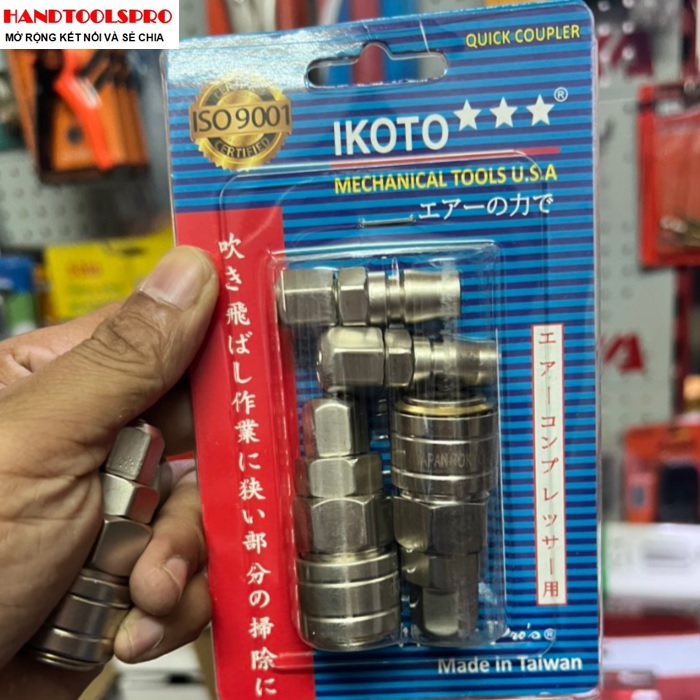 HANDTOOLSPRO
MỞ RỘNG KẾT NỐI VÀ SẺ CHIA
QUICK COUPLER
ISO 9001
CERTIFIED
IKOTO ★★★®
MECHANICAL TOOLS U.S.A
エアーの力で
吹き飛ばし作業に狭い部分の掃除に
エアーコンプレッサー用
Made in Taiwan